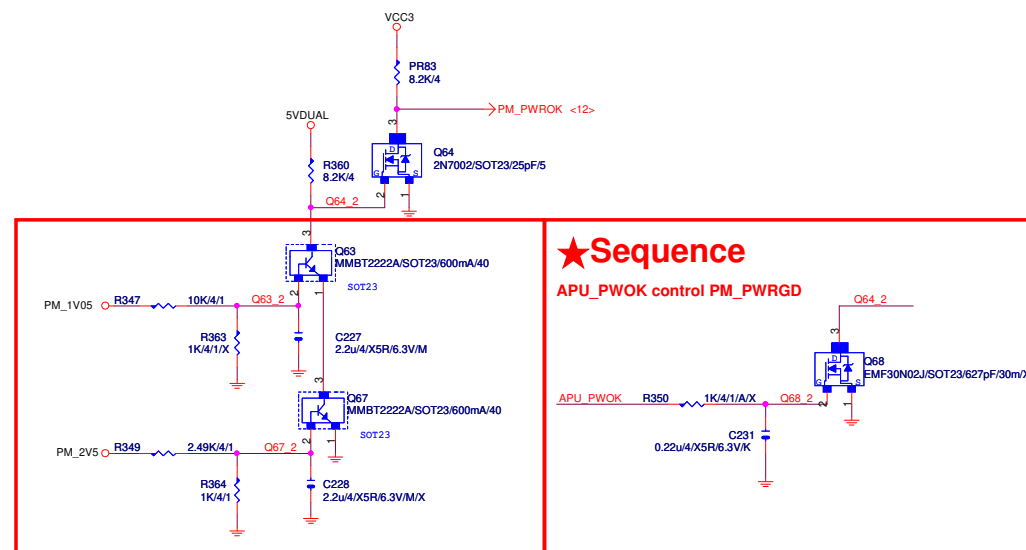 VCC3
PR83
8.2K/4
PM_PWROK <12>
5VDUAL
3
Q64
2N7002/SOT23/25pF/5
D
G
S
R360
8.2K/4
Q64_2
2
1
3
Q63
MMBT2222A/SOT23/600mA/40
SOT23
2
1
PM_1V05
R347
10K/4/1
Q63_2
R363
1K/4/1/X
C227
2.2u/4/X5R/6.3V/M
3
Q67
MMBT2222A/SOT23/600mA/40
SOT23
2
1
PM_2V5
R349
2.49K/4/1
Q67_2
R364
1K/4/1
C228
2.2u/4/X5R/6.3V/M/X
★Sequence
APU_PWOK control PM_PWRGD
Q64_2
3
Q68
EMF30N02J/SOT23/627pF/30m/X
D
G
S
2
1
APU_PWOK
R350
1K/4/1/A/X
Q68_2
C231
0.22u/4/X5R/6.3V/K